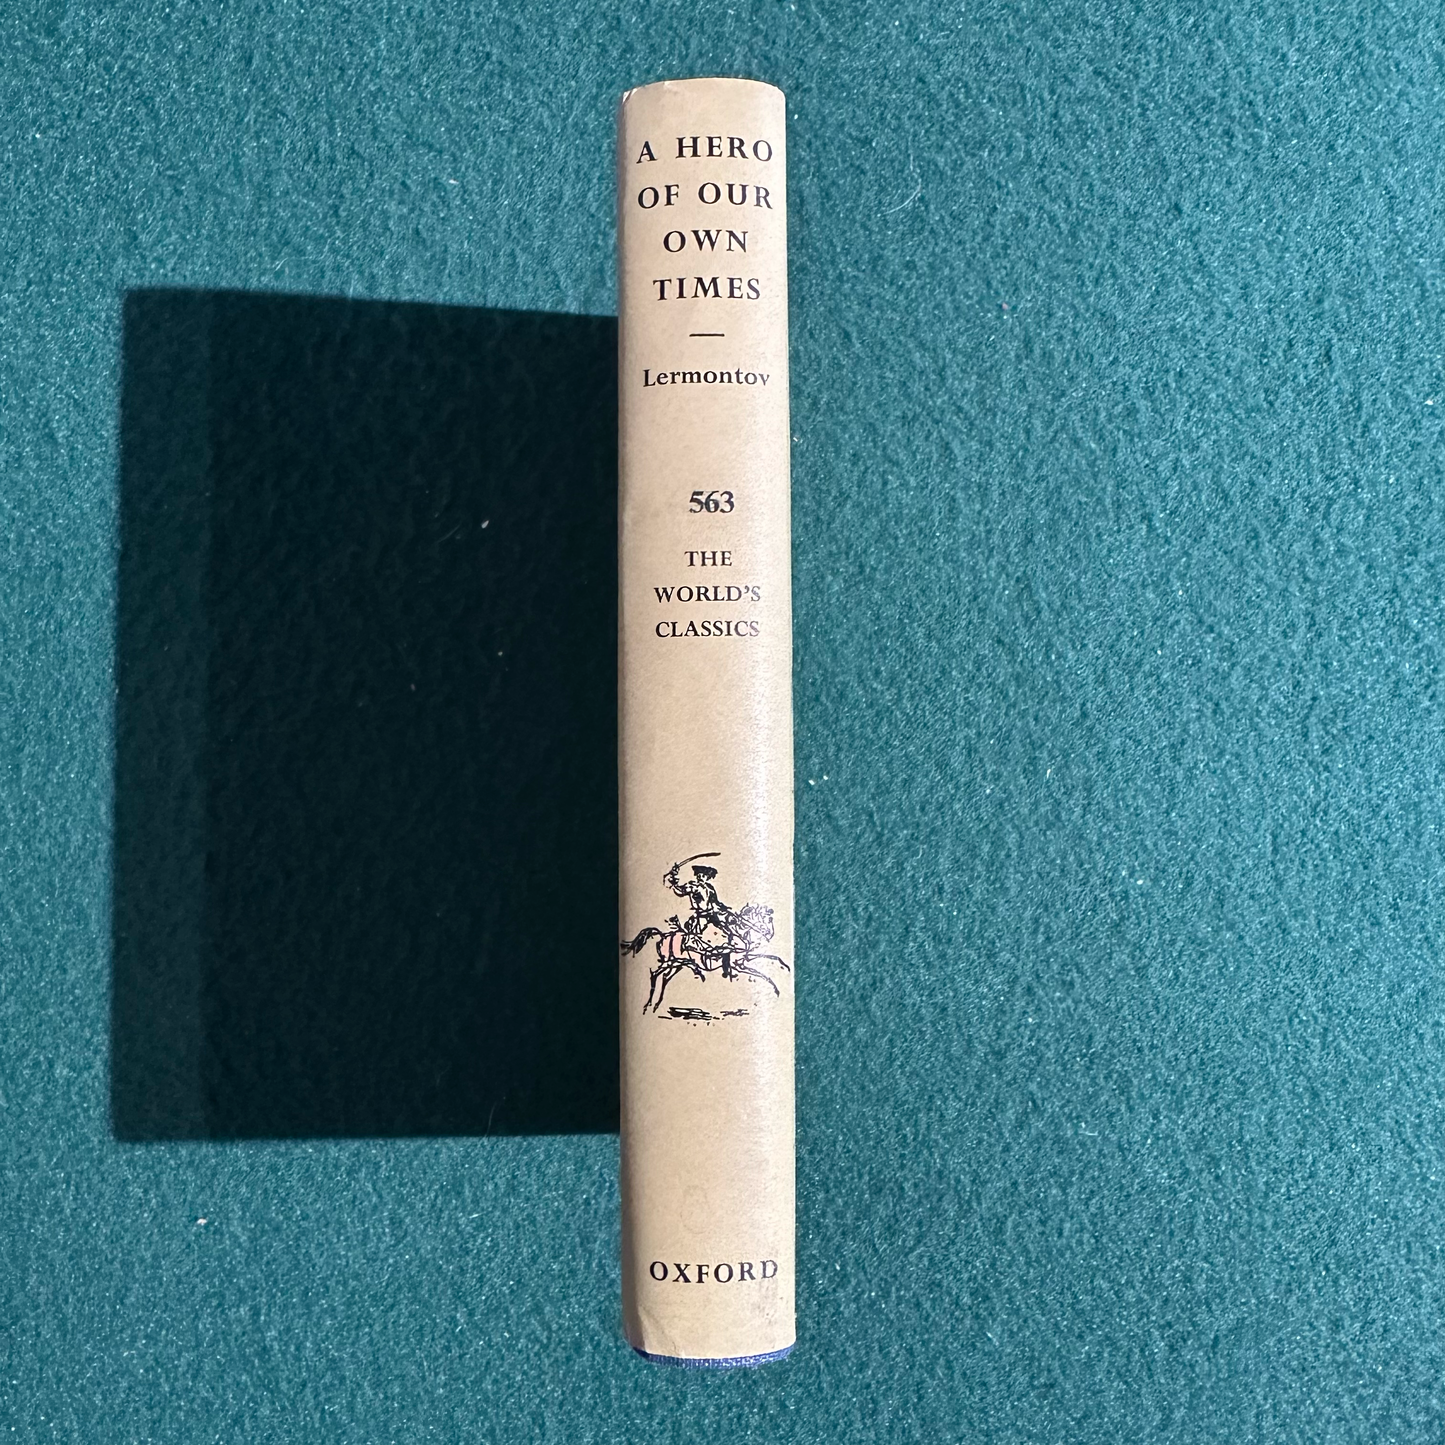 A HERO
OF OUR
OWN
TIMES
Lermontov
563
THE
WORLD'S
CLASSICS
OXFORD